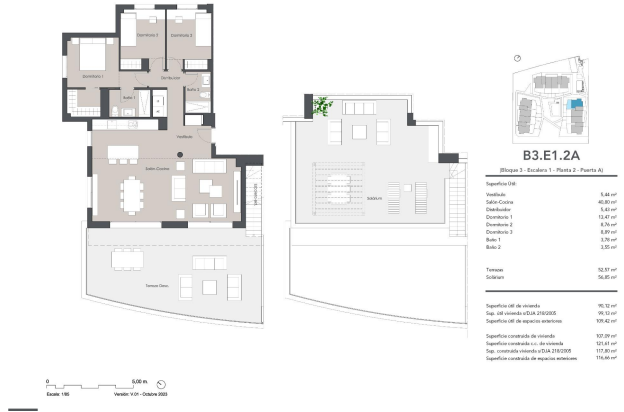 Dormitorio 2
Dormitorio 3
Dormitorio 1
Distribuidor
Baño 1
Baño 2
Vestíbulo
Salón-Cocina
Terraza Desc.
Solárium
B3.E1.2A
(Bloque 3 - Escalera 1 - Planta 2 - Puerta A)
Superficie Útil:
Vestíbulo 5,44 m²
Salón-Cocina 40,80 m²
Distribuidor 5,42 m²
Dormitorio 1 13,47 m²
Dormitorio 2 8,76 m²
Dormitorio 3 8,89 m²
Baño 1 3,78 m²
Baño 2 3,55 m²
Terrazas 52,57 m²
Solárium 56,85 m²
Superficie útil de vivienda 90,12 m²
Sup. útil vivienda s/DJA 218/2005 99,13 m²
Superficie útil de espacios exteriores 109,42 m²
Superficie construida de vivienda 107,09 m²
Superficie construida c.c. de vivienda 121,61 m²
Sup. construida vivienda s/DJA 218/2005 117,80 m²
Superficie construida de espacios exteriores 116,66 m²
0 5,00 m.
Escala: 1/85 Versión: V.01 - Octubre 2023